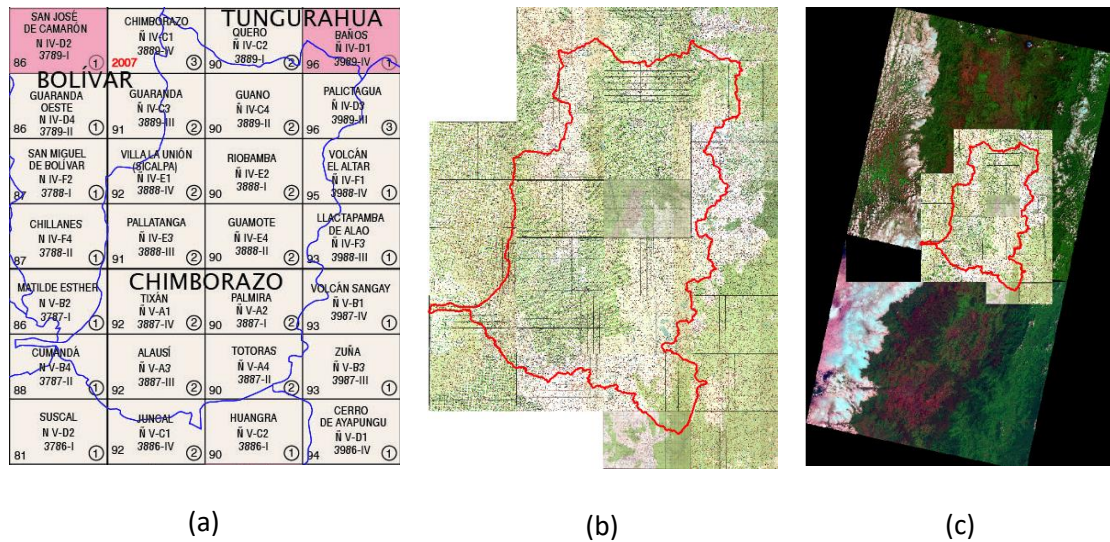 TUNGURAHUA
SAN JOSÉ
DE CAMARÓN
N IV-D2
3789-I
86
1
CHIMBORAZO
Ñ IV-C1
3889-IV
2007
3
QUERO
Ñ IV-C2
3889-I
90
2
BAÑOS
Ñ IV-D1
3989-IV
96
1
BOLÍVAR
GUARANDA
OESTE
N IV-D4
3789-II
86
1
GUARANDA
Ñ IV-C3
3889-III
91
2
GUANO
Ñ IV-C4
3889-II
90
2
PALICTAGUA
Ñ IV-D3
3989-III
96
3
SAN MIGUEL
DE BOLÍVAR
N IV-F2
3788-I
87
1
VILLA LA UNIÓN
(SICALPA)
Ñ IV-E1
3888-IV
92
2
RIOBAMBA
Ñ IV-E2
3888-I
90
2
VOLCÁN
EL ALTAR
Ñ IV-F1
3988-IV
95
1
CHILLANES
N IV-F4
3788-II
87
1
PALLATANGA
Ñ IV-E3
3888-III
91
2
GUAMOTE
Ñ IV-E4
3888-II
90
2
LLACTAPAMBA
DE ALAO
Ñ IV-F3
3988-III
93
1
CHIMBORAZO
MATILDE ESTHER
N V-B2
3787-I
86
1
TIXÁN
Ñ V-A1
3887-IV
92
2
PALMIRA
Ñ V-A2
3887-I
90
2
VOLCÁN SANGAY
Ñ V-B1
3987-IV
93
1
CUMANDÁ
N V-B4
3787-II
88
1
ALAUSÍ
Ñ V-A3
3887-III
92
2
TOTORAS
Ñ V-A4
3887-II
90
2
ZUÑA
Ñ V-B3
3987-III
93
1
SUSCAL
N V-D2
3786-I
81
1
JUNCAL
Ñ V-C1
3886-IV
92
2
HUANGRA
Ñ V-C2
3886-I
90
1
CERRO
DE AYAPUNGU
Ñ V-D1
3986-IV
94
1
(a)
(b)
(c)